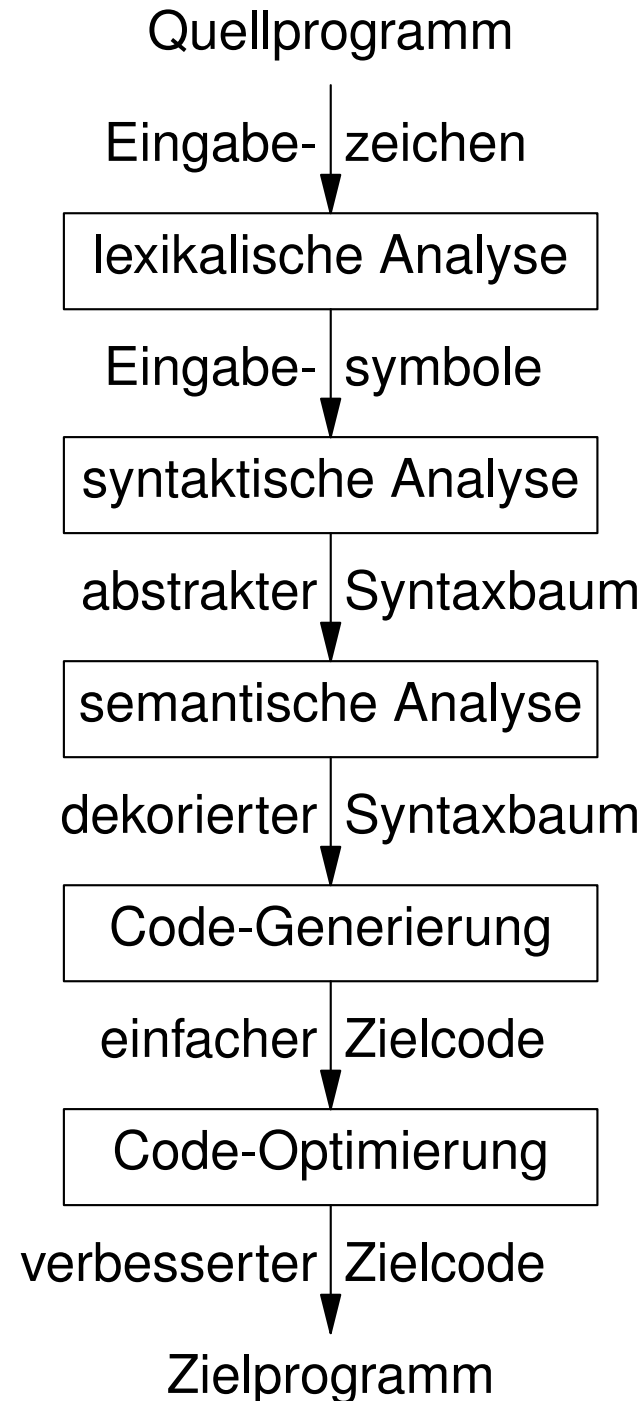 Quellprogramm
Eingabe- zeichen
lexikalische Analyse
Eingabe- symbole
syntaktische Analyse
abstrakter Syntaxbaum
semantische Analyse
dekorierter Syntaxbaum
Code-Generierung
einfacher Zielcode
Code-Optimierung
verbesserter Zielcode
Zielprogramm